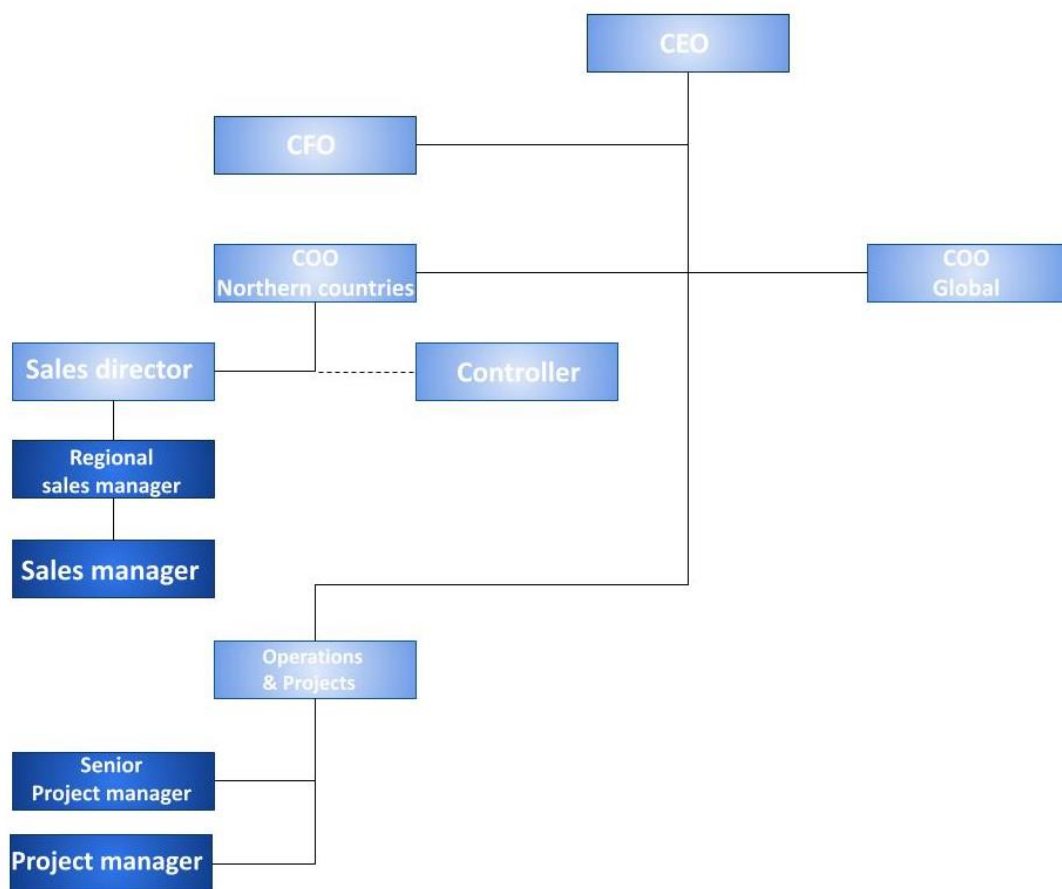 CEO
CFO
COO
Northern countries
COO
Global
Sales director
Controller
Regional
sales manager
Sales manager
Operations
& Projects
Senior
Project manager
Project manager